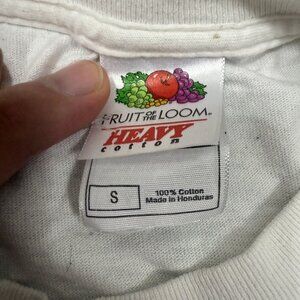 FRUIT OF THE LOOM®
HEAVY
cotton
S
100% Cotton
Made in Honduras